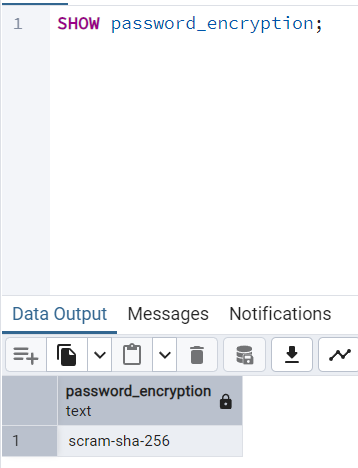 1 SHOW password_encryption;
Data Output Messages Notifications
password_encryption
text
1 scram-sha-256